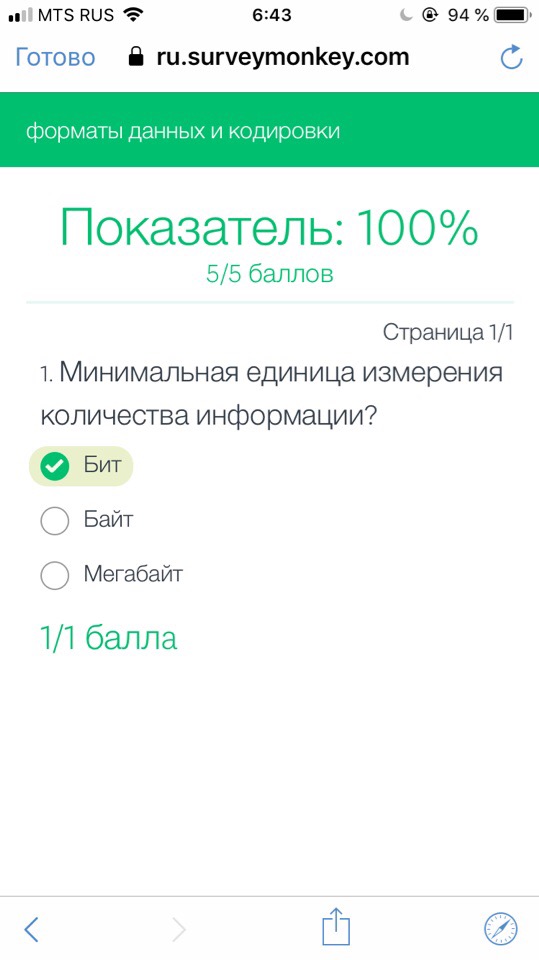 MTS RUS 6:43 94 %
Готово ru.surveymonkey.com
форматы данных и кодировки
Показатель: 100%
5/5 баллов
Страница 1/1
1. Минимальная единица измерения
количества информации?
Бит
Байт
Мегабайт
1/1 балла